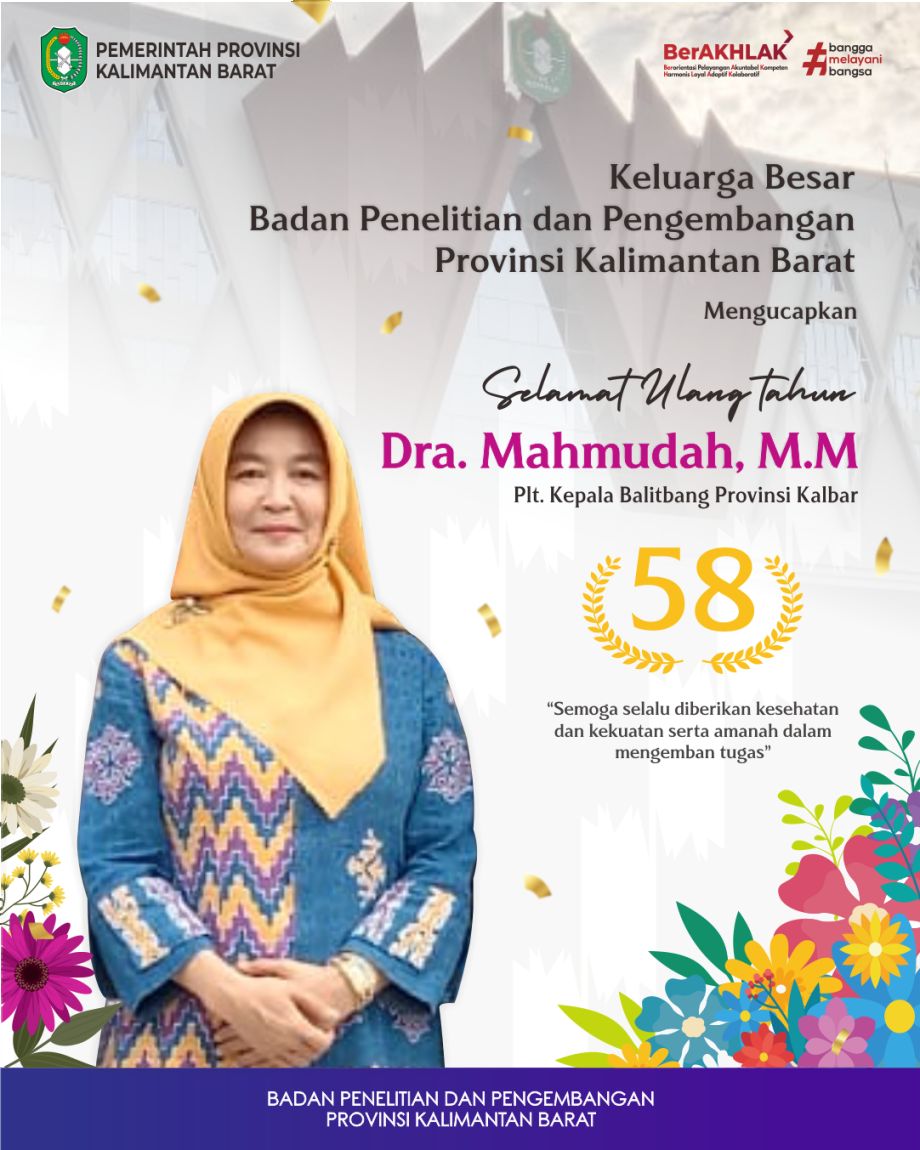 PEMERINTAH PROVINSI
KALIMANTAN BARAT
BerAKHLAK
Berorientasi Pelayanan Akuntabel Kompeten
Harmonis Loyal Adaptif Kolaboratif
#bangga
melayani
bangsa
Keluarga Besar
Badan Penelitian dan Pengembangan
Provinsi Kalimantan Barat
Mengucapkan
Selamat Ulang tahun
Dra. Mahmudah, M.M
Plt. Kepala Balitbang Provinsi Kalbar
58
“Semoga selalu diberikan kesehatan
dan kekuatan serta amanah dalam
mengemban tugas”
BADAN PENELITIAN DAN PENGEMBANGAN
PROVINSI KALIMANTAN BARAT